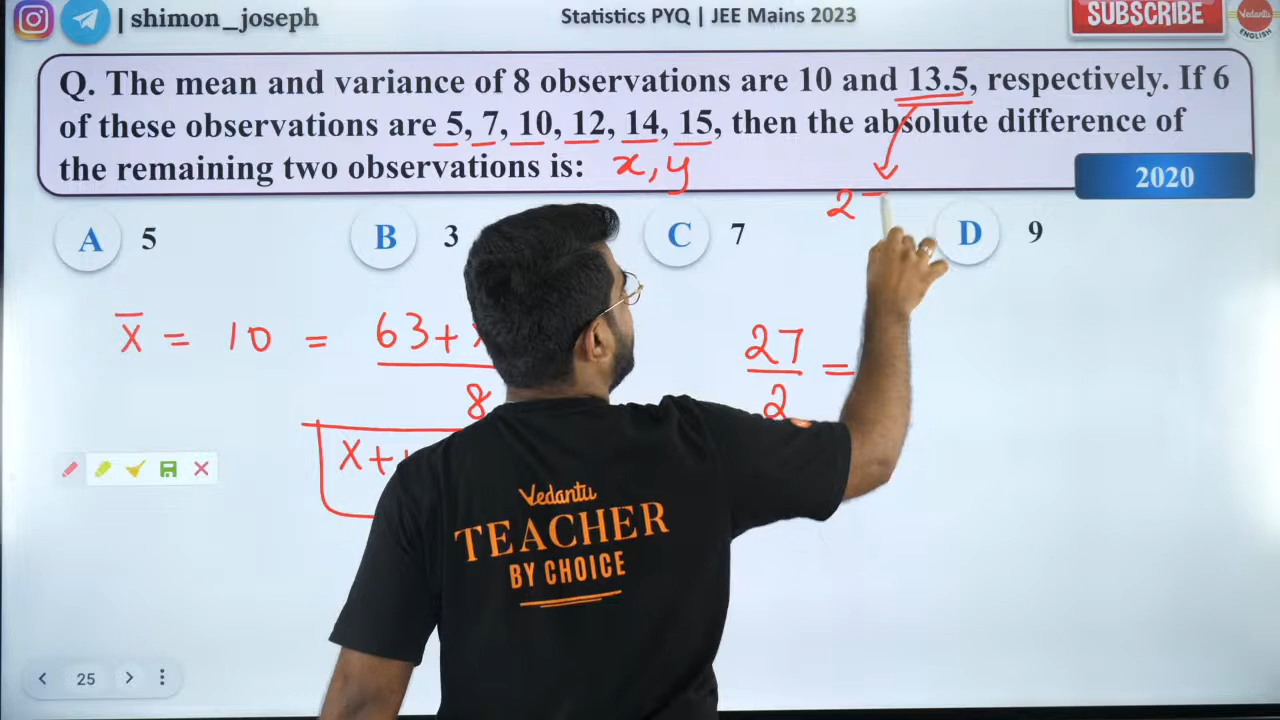 | shimon_joseph
Statistics PYQ | JEE Mains 2023
SUBSCRIBE
Vedantu
ENGLISH
Q. The mean and variance of 8 observations are 10 and 13.5, respectively. If 6
of these observations are 5, 7, 10, 12, 14, 15, then the absolute difference of
the remaining two observations is: x, y
2020
2
A 5
B 3
C 7
D 9
x̄ = 10 = 63+
8
27
2
=
x+
Vedantu
TEACHER
BY CHOICE
25